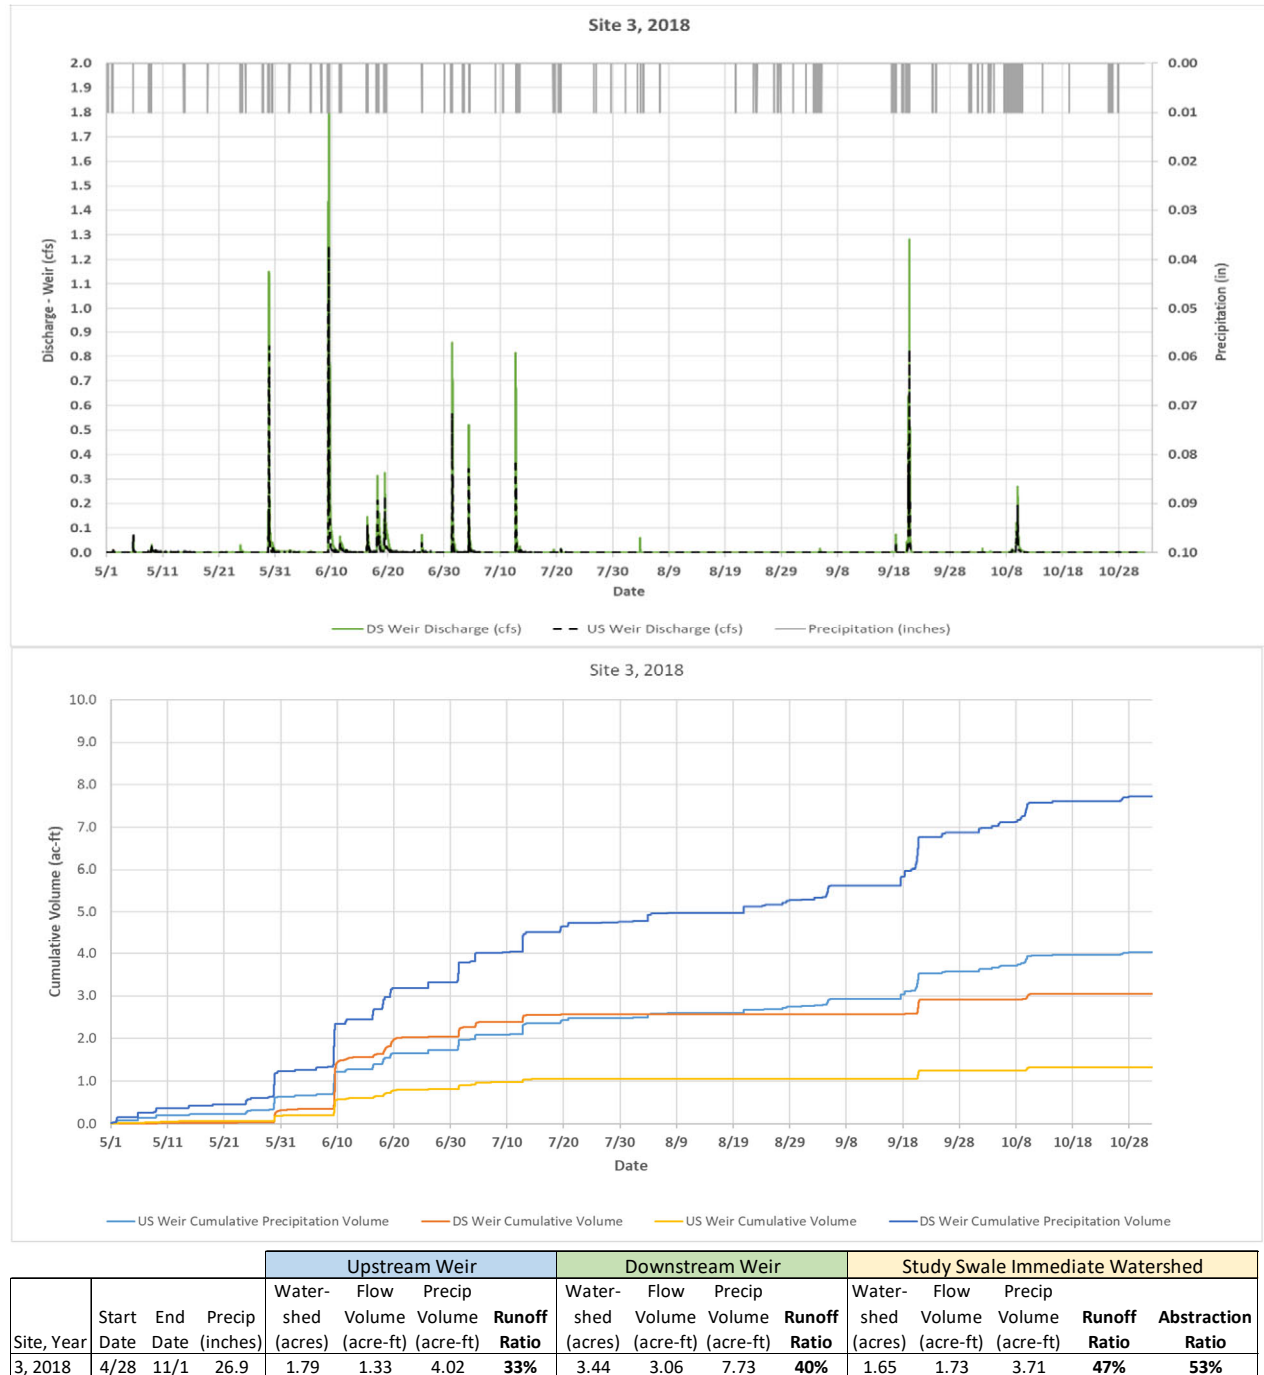 Site 3, 2018
2.0
1.9
1.8
1.7
1.6
1.5
1.4
1.3
1.2
1.1
1.0
0.9
0.8
0.7
0.6
0.5
0.4
0.3
0.2
0.1
0.0
Discharge - Weir (cfs)
0.00
0.01
0.02
0.03
0.04
0.05
0.06
0.07
0.08
0.09
0.10
Precipitation (in)
5/1 5/11 5/21 5/31 6/10 6/20 6/30 7/10 7/20 7/30 8/9 8/19 8/29 9/8 9/18 9/28 10/8 10/18 10/28
Date
DS Weir Discharge (cfs) US Weir Discharge (cfs) Precipitation (inches)
Site 3, 2018
10.0
9.0
8.0
7.0
6.0
5.0
4.0
3.0
2.0
1.0
0.0
Cumulative Volume (ac-ft)
5/1 5/11 5/21 5/31 6/10 6/20 6/30 7/10 7/20 7/30 8/9 8/19 8/29 9/8 9/18 9/28 10/8 10/18 10/28
Date
US Weir Cumulative Precipitation Volume DS Weir Cumulative Volume US Weir Cumulative Volume DS Weir Cumulative Precipitation Volume
Upstream Weir Downstream Weir Study Swale Immediate Watershed
Water- Flow Precip Water- Flow Precip Water- Flow Precip
Start End Precip shed Volume Volume Runoff shed Volume Volume Runoff shed Volume Volume Runoff Abstraction
Site, Year Date Date (inches) (acres) (acre-ft) (acre-ft) Ratio (acres) (acre-ft) (acre-ft) Ratio (acres) (acre-ft) (acre-ft) Ratio Ratio
3, 2018 4/28 11/1 26.9 1.79 1.33 4.02 33% 3.44 3.06 7.73 40% 1.65 1.73 3.71 47% 53%